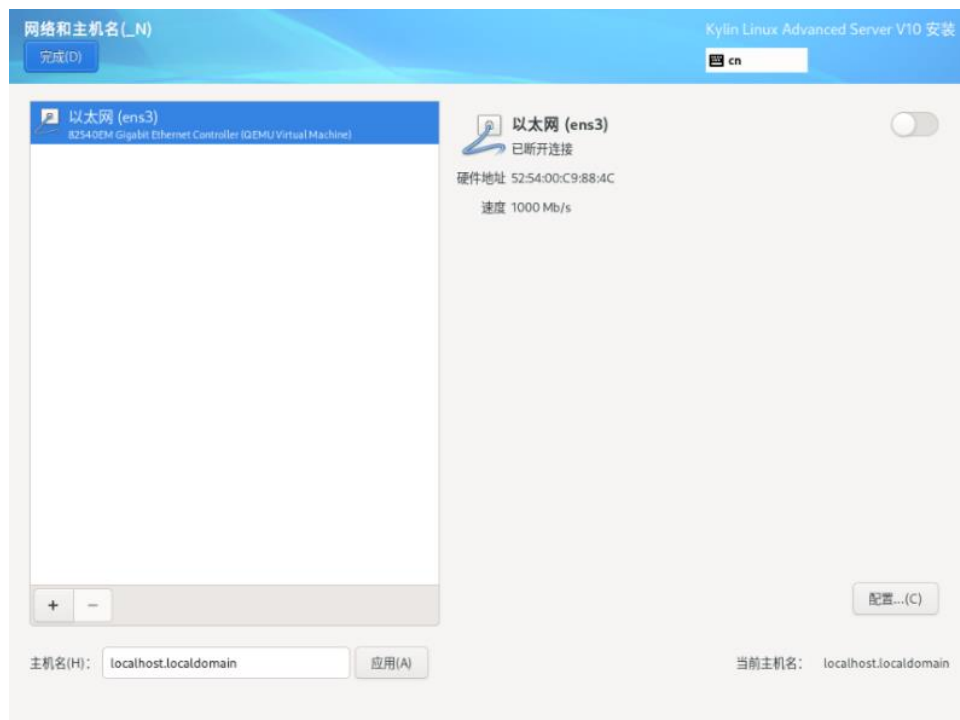 网络和主机名(_N)
Kylin Linux Advanced Server V10 安装
完成(D)
cn
以太网 (ens3)
82540EM Gigabit Ethernet Controller (QEMU Virtual Machine)
以太网 (ens3)
已断开连接
硬件地址 52:54:00:C9:88:4C
速度 1000 Mb/s
+ −
配置...(C)
主机名(H): localhost.localdomain 应用(A) 当前主机名: localhost.localdomain